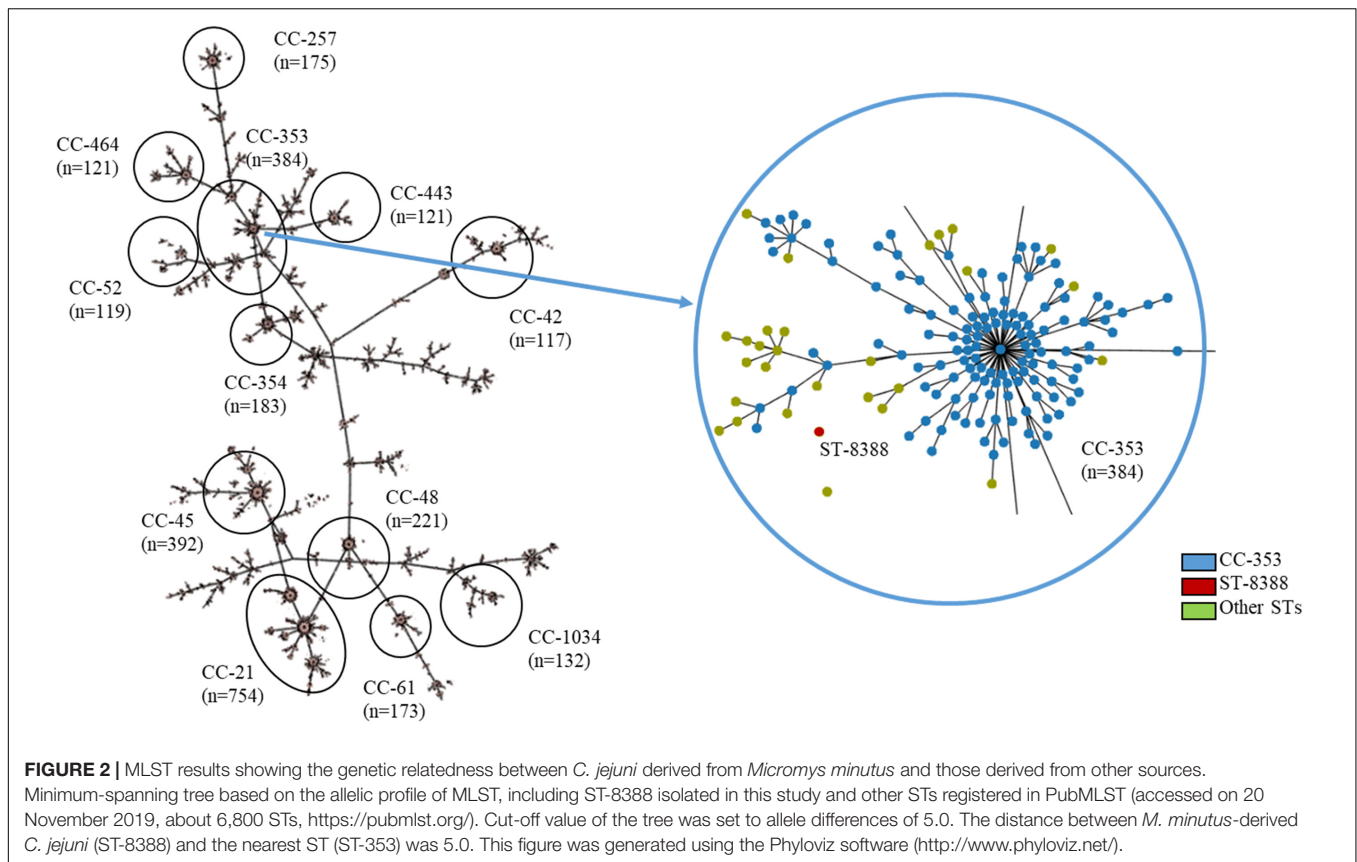 CC-257
(n=175)
CC-464
(n=121)
CC-353
(n=384)
CC-443
(n=121)
CC-52
(n=119)
CC-42
(n=117)
CC-354
(n=183)
CC-45
(n=392)
CC-48
(n=221)
CC-21
(n=754)
CC-61
(n=173)
CC-1034
(n=132)
ST-8388
CC-353
(n=384)
CC-353
ST-8388
Other STs
FIGURE 2 | MLST results showing the genetic relatedness between C. jejuni derived from Micromys minutus and those derived from other sources.
Minimum-spanning tree based on the allelic profile of MLST, including ST-8388 isolated in this study and other STs registered in PubMLST (accessed on 20
November 2019, about 6,800 STs, https://pubmlst.org/). Cut-off value of the tree was set to allele differences of 5.0. The distance between M. minutus-derived
C. jejuni (ST-8388) and the nearest ST (ST-353) was 5.0. This figure was generated using the Phyloviz software (http://www.phyloviz.net/).